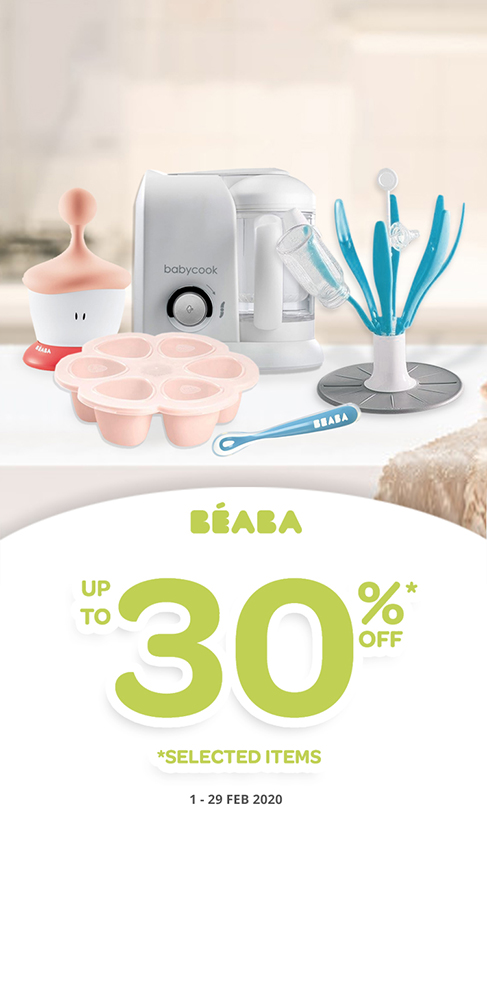 babycook
BÉABA
BÉABA
BÉABA
UP
TO
30
%*
OFF
*SELECTED ITEMS
1 - 29 FEB 2020